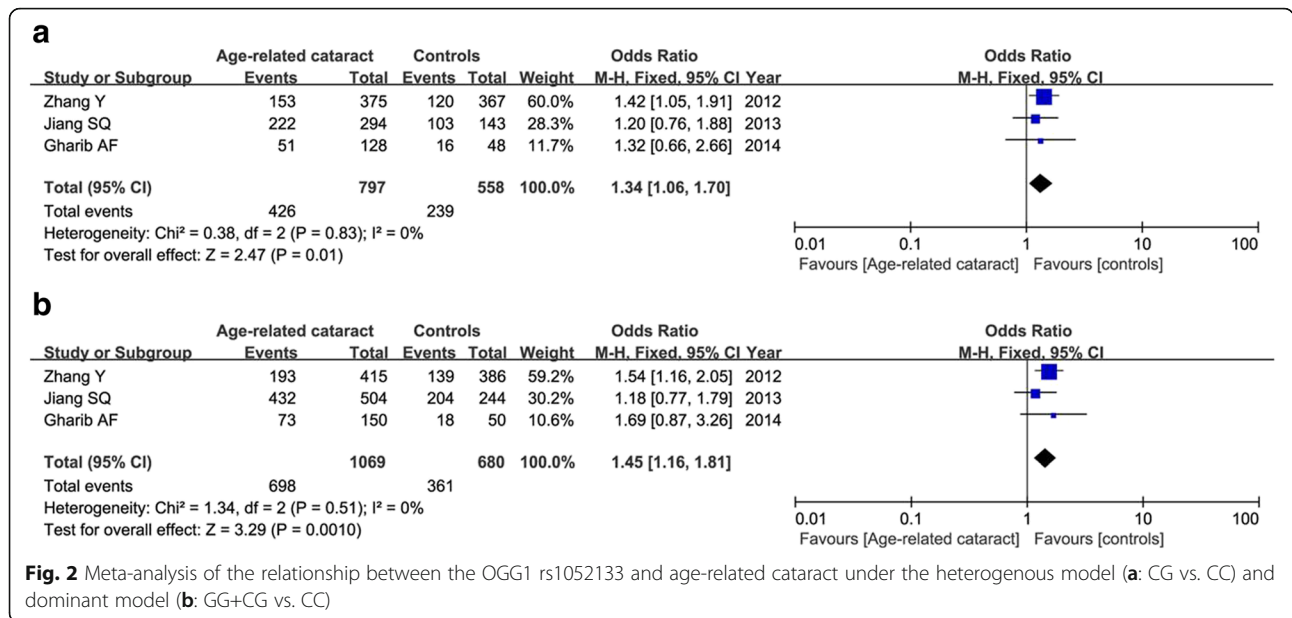 a
Age-related cataract Controls Odds Ratio Odds Ratio
Study or Subgroup Events Total Events Total Weight M-H, Fixed, 95% CI Year M-H, Fixed, 95% CI
Zhang Y 153 375 120 367 60.0% 1.42 [1.05, 1.91] 2012
Jiang SQ 222 294 103 143 28.3% 1.20 [0.76, 1.88] 2013
Gharib AF 51 128 16 48 11.7% 1.32 [0.66, 2.66] 2014
Total (95% CI) 797 558 100.0% 1.34 [1.06, 1.70]
Total events 426 239
Heterogeneity: Chi² = 0.38, df = 2 (P = 0.83); I² = 0%
Test for overall effect: Z = 2.47 (P = 0.01)
0.01 0.1 1 10 100
Favours [Age-related cataract] Favours [controls]
b
Age-related cataract Controls Odds Ratio Odds Ratio
Study or Subgroup Events Total Events Total Weight M-H, Fixed, 95% CI Year M-H, Fixed, 95% CI
Zhang Y 193 415 139 386 59.2% 1.54 [1.16, 2.05] 2012
Jiang SQ 432 504 204 244 30.2% 1.18 [0.77, 1.79] 2013
Gharib AF 73 150 18 50 10.6% 1.69 [0.87, 3.26] 2014
Total (95% CI) 1069 680 100.0% 1.45 [1.16, 1.81]
Total events 698 361
Heterogeneity: Chi² = 1.34, df = 2 (P = 0.51); I² = 0%
Test for overall effect: Z = 3.29 (P = 0.0010)
0.01 0.1 1 10 100
Favours [Age-related cataract] Favours [controls]
Fig. 2 Meta-analysis of the relationship between the OGG1 rs1052133 and age-related cataract under the heterogenous model (a: CG vs. CC) and
dominant model (b: GG+CG vs. CC)